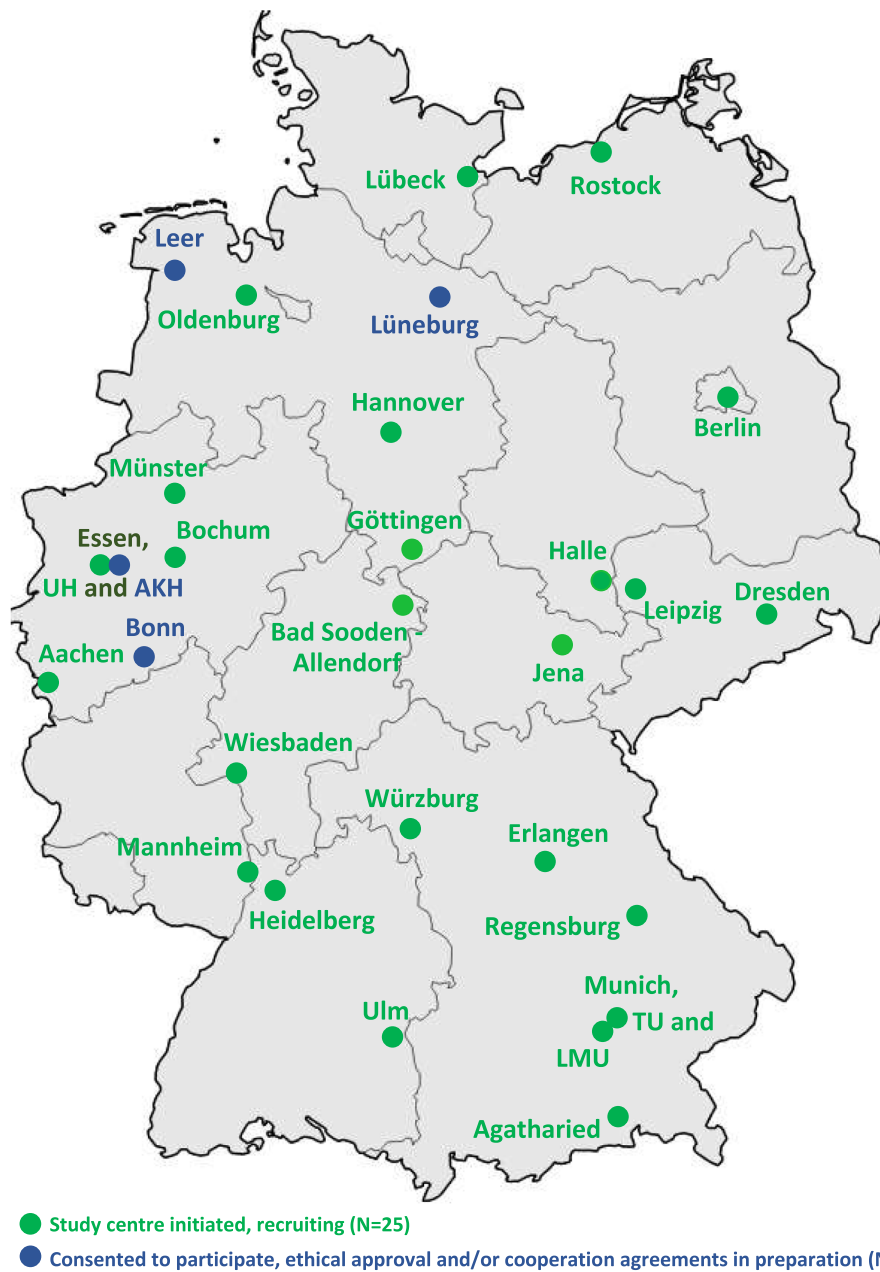 Lübeck
Rostock
Leer
Oldenburg
Lüneburg
Hannover
Berlin
Münster
Göttingen
Essen,
Bochum
UH and AKH
Halle
Leipzig
Dresden
Bonn
Bad Sooden -
Allendorf
Aachen
Jena
Wiesbaden
Würzburg
Erlangen
Mannheim
Heidelberg
Regensburg
Munich,
TU and
LMU
Ulm
Agatharied
Study centre initiated, recruiting (N=25)
Consented to participate, ethical approval and/or cooperation agreements in preparation (N